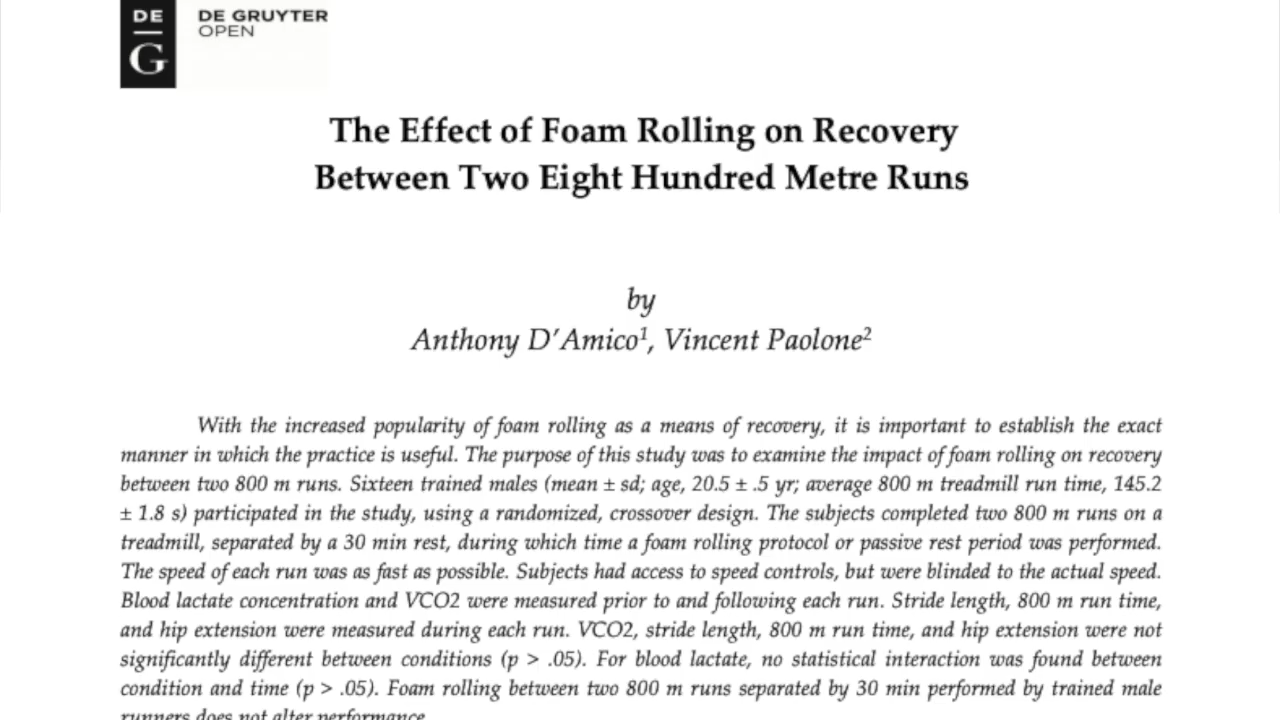 DE
G
DE GRUYTER
OPEN
The Effect of Foam Rolling on Recovery
Between Two Eight Hundred Metre Runs
by
Anthony D'Amico1, Vincent Paolone2
With the increased popularity of foam rolling as a means of recovery, it is important to establish the exact
manner in which the practice is useful. The purpose of this study was to examine the impact of foam rolling on recovery
between two 800 m runs. Sixteen trained males (mean ± sd; age, 20.5 ± .5 yr; average 800 m treadmill run time, 145.2
± 1.8 s) participated in the study, using a randomized, crossover design. The subjects completed two 800 m runs on a
treadmill, separated by a 30 min rest, during which time a foam rolling protocol or passive rest period was performed.
The speed of each run was as fast as possible. Subjects had access to speed controls, but were blinded to the actual speed.
Blood lactate concentration and VCO2 were measured prior to and following each run. Stride length, 800 m run time,
and hip extension were measured during each run. VCO2, stride length, 800 m run time, and hip extension were not
significantly different between conditions (p > .05). For blood lactate, no statistical interaction was found between
condition and time (p > .05). Foam rolling between two 800 m runs separated by 30 min performed by trained male
runners does not alter performance.